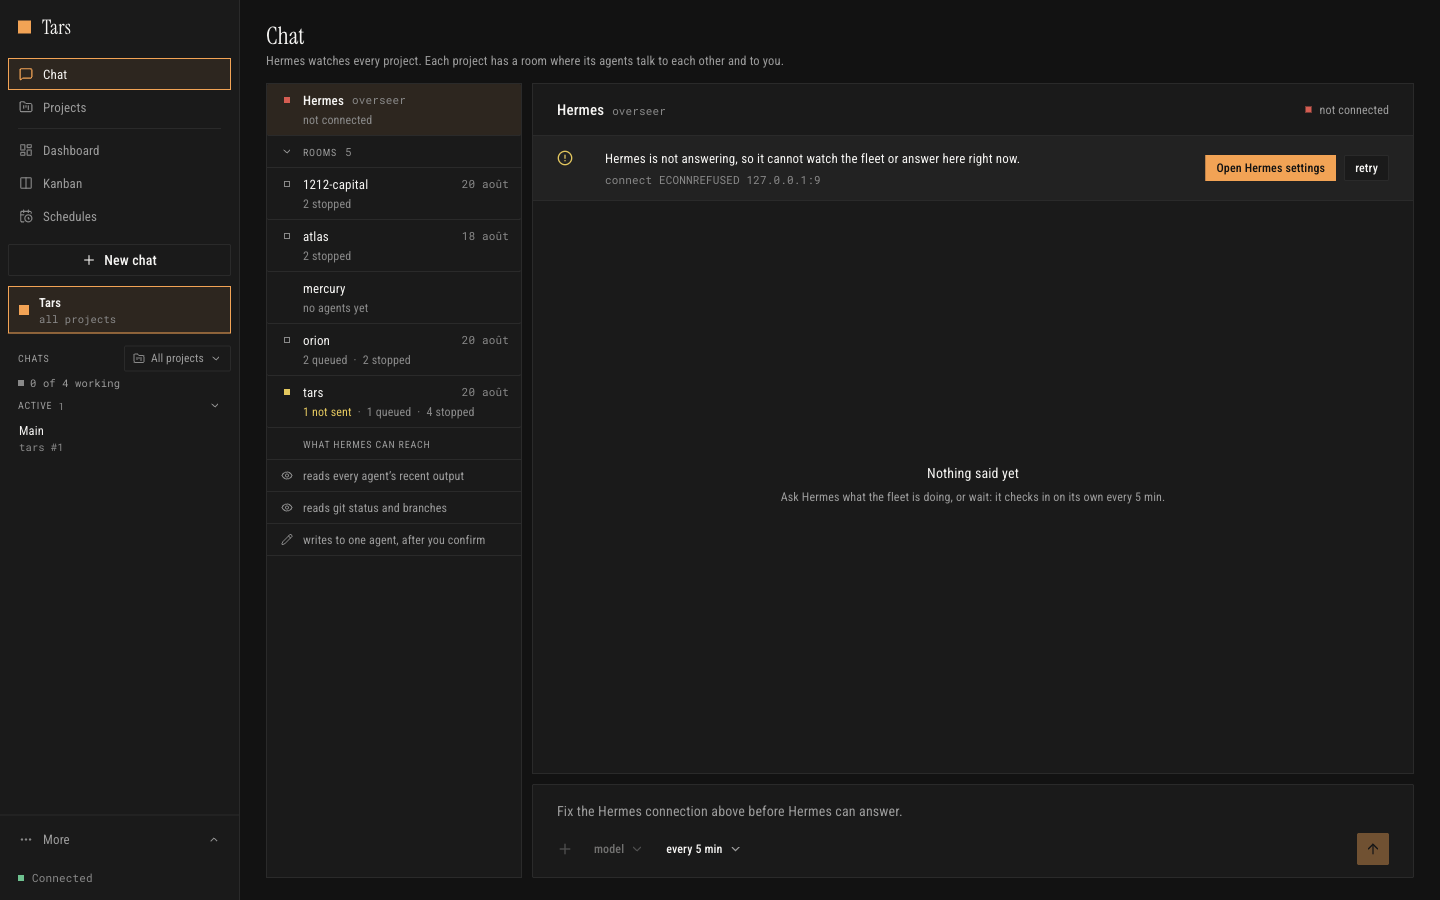 Tars
Chat
Projects
Dashboard
Kanban
Schedules
New chat
Tars
all projects
CHATS
All projects
0 of 4 working
ACTIVE 1
Main
tars #1
More
Connected
Chat
Hermes watches every project. Each project has a room where its agents talk to each other and to you.
Hermes overseer
not connected
ROOMS 5
1212-capital 20 août
2 stopped
atlas 18 août
2 stopped
mercury
no agents yet
orion 20 août
2 queued · 2 stopped
tars 20 août
1 not sent · 1 queued · 4 stopped
WHAT HERMES CAN REACH
reads every agent's recent output
reads git status and branches
writes to one agent, after you confirm
Hermes overseer
not connected
Hermes is not answering, so it cannot watch the fleet or answer here right now.
connect ECONNREFUSED 127.0.0.1:9
Open Hermes settings
retry
Nothing said yet
Ask Hermes what the fleet is doing, or wait: it checks in on its own every 5 min.
Fix the Hermes connection above before Hermes can answer.
model
every 5 min